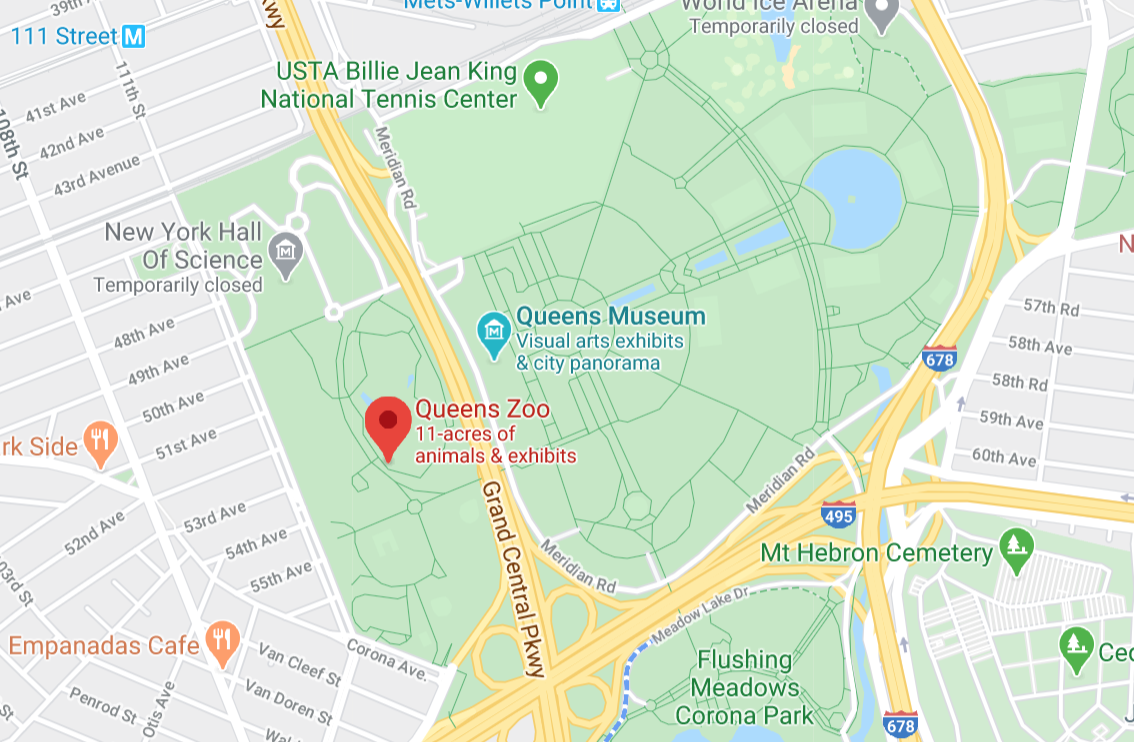 39th A
kwy
Mets-Willets Point
World Ice Arena
Temporarily closed
111 Street M
USTA Billie Jean King
National Tennis Center
111th St
41st Ave
42nd Ave
43rd Avenue
108th St
Meridian Rd
New York Hall
Of Science
Temporarily closed
N
Ave
48th Ave
49th Ave
50th Ave
51st Ave
Queens Museum
Visual arts exhibits
& city panorama
57th Rd
58th Ave
58th Rd
59th Ave
60th Ave
678
Queens Zoo
11-acres of
animals & exhibits
rk Side
Meridian Rd
495
52nd Ave
53rd Ave
54th Ave
55th Ave
03rd St
Grand Central Pkwy
Meridian Rd
Mt Hebron Cemetery
Meadow Lake Dr
Empanadas Cafe
Van Cleef St
Corona Ave.
Van Doren St
Penrod St
Otis Ave
Wal
St
Flushing
Meadows
Corona Park
Ced
678
J